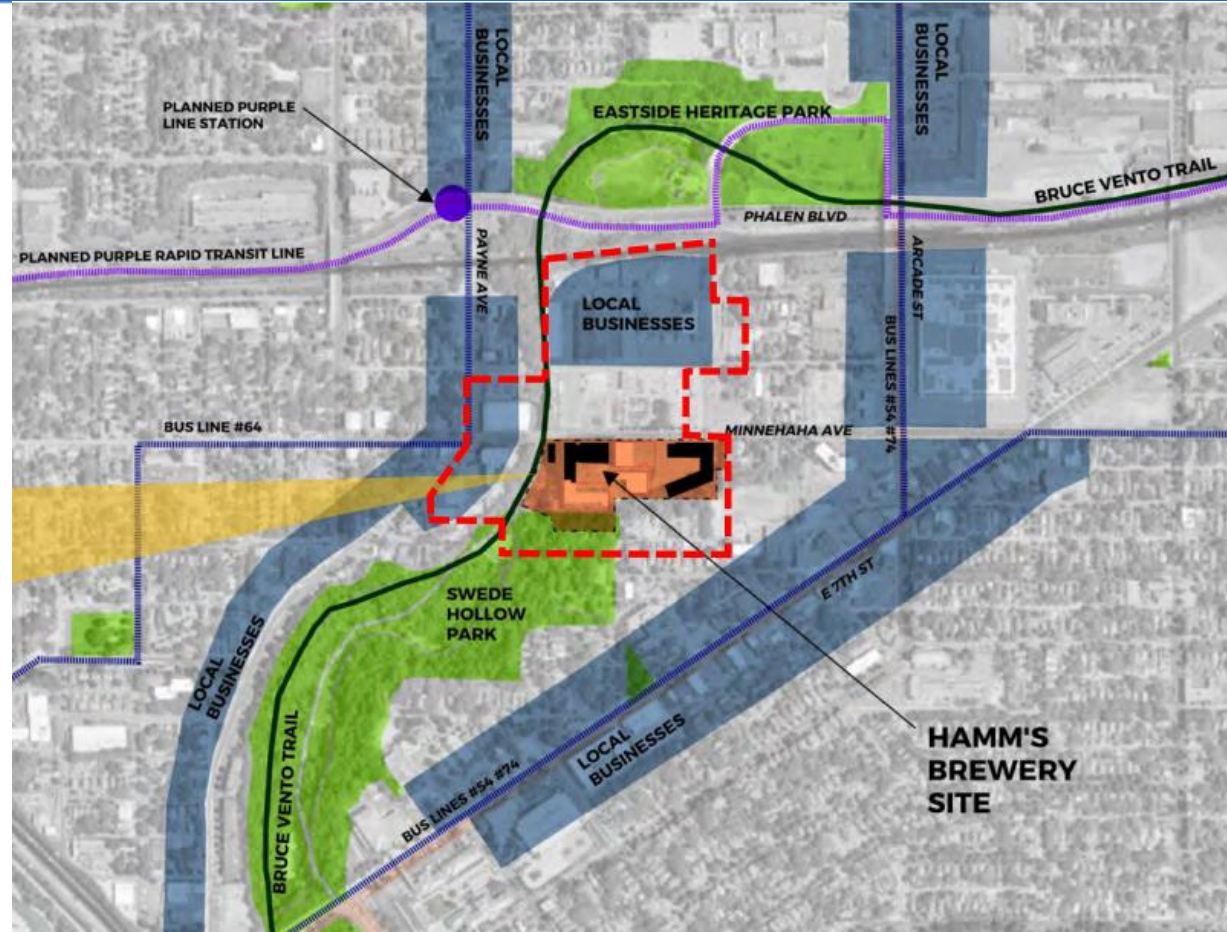 LOCAL
BUSINESSES
LOCAL
BUSINESSES
PLANNED PURPLE
LINE STATION
EASTSIDE HERITAGE PARK
BRUCE VENTO TRAIL
PHALEN BLVD
PLANNED PURPLE RAPID TRANSIT LINE
PAYNE AVE
ARCADE ST
LOCAL
BUSINESSES
BUS LINES #54 #74
BUS LINE #64
MINNEHAHA AVE
E 7TH ST
SWEDE
HOLLOW
PARK
LOCAL
BUSINESSES
BRUCE VENTO TRAIL
LOCAL
BUSINESSES
BUS LINES #54 #74
HAMM'S
BREWERY
SITE